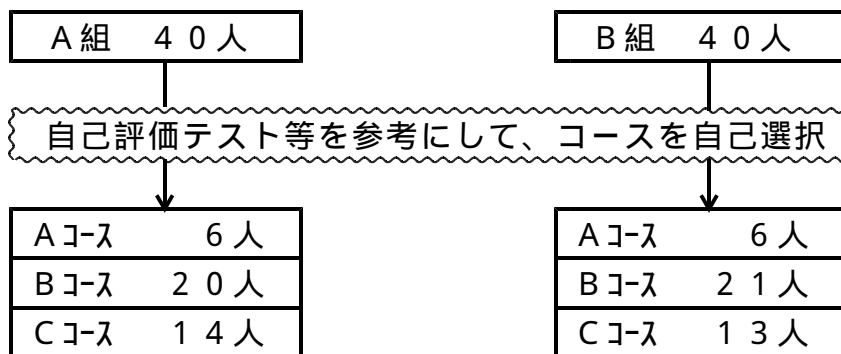 A組　40人
B組　40人
自己評価テスト等を参考にして、コースを自己選択
Aｺｰｽ　6人
Aｺｰｽ　6人
Bｺｰｽ　20人
Bｺｰｽ　21人
Cｺｰｽ　14人
Cｺｰｽ　13人